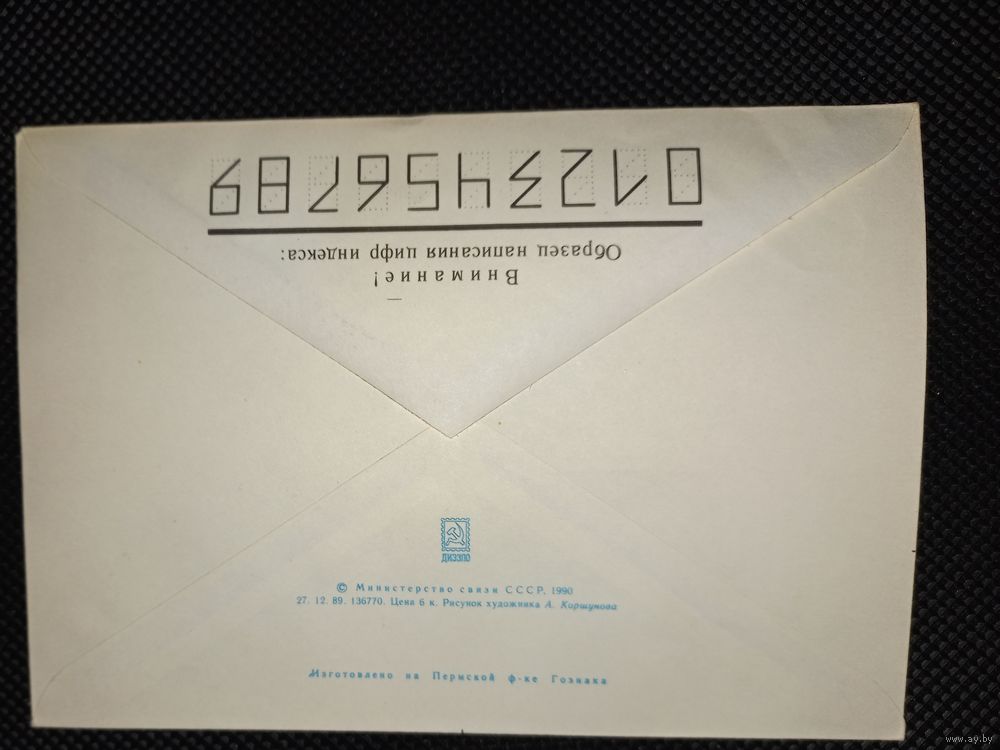 Внимание!
Образец написания цифр индекса:
0123456789
ДИЭЗПО
© Министерство связи СССР, 1990
27. 12. 89. 136770. Цена 6 к. Рисунок художника А. Коршунова
Изготовлено на Пермской ф-ке Гознака
www.ay.by